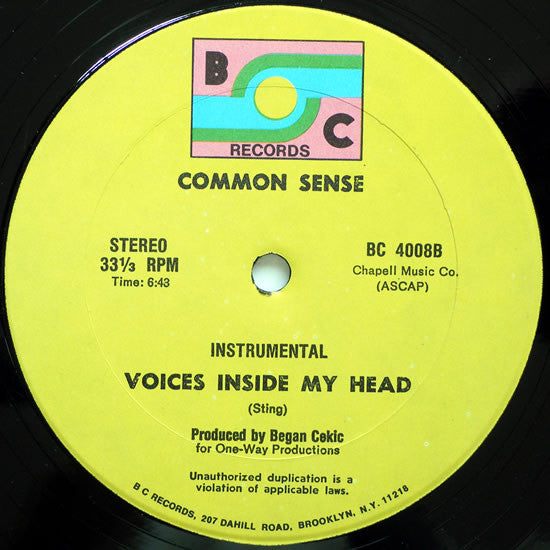 B
C
RECORDS
COMMON SENSE
STEREO
33⅓ RPM
Time: 6:43
BC 4008B
Chapell Music Co.
(ASCAP)
INSTRUMENTAL
VOICES INSIDE MY HEAD
(Sting)
Produced by Began Cekic
for One-Way Productions
Unauthorized duplication is a
violation of applicable laws.
B C RECORDS, 207 DAHILL ROAD, BROOKLYN, N.Y. 11218